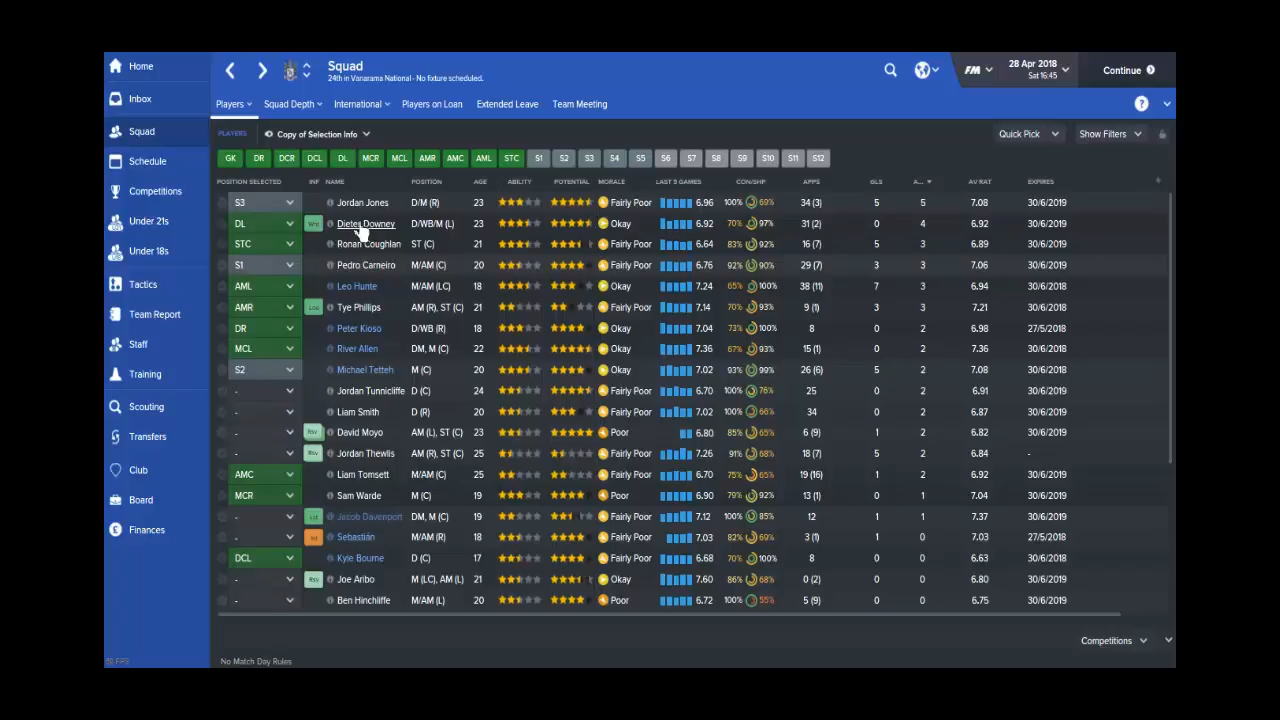 Home
Inbox
Squad
Schedule
Competitions
Under 21s
Under 18s
Tactics
Team Report
Staff
Training
Scouting
Transfers
Club
Board
Finances
Squad
24th in Vanarama National - No fixture scheduled.
FM
28 Apr 2018
Sat 16:45
Continue
Players Squad Depth International Players on Loan Extended Leave Team Meeting
PLAYERS Copy of Selection Info Quick Pick Show Filters
GK DR DCR DCL DL MCR MCL AMR AMC AML STC S1 S2 S3 S4 S5 S6 S7 S8 S9 S10 S11 S12
POSITION SELECTED INF NAME POSITION AGE ABILITY POTENTIAL MORALE LAST 5 GAMES CON/SHP APPS GLS A... AV RAT EXPIRES
S3 Jordan Jones D/M (R) 23 Fairly Poor 6.96 100% 69% 34 (3) 5 5 7.08 30/6/2019
DL Wnt Dieter Downey D/WB/M (L) 23 Okay 6.92 70% 97% 31 (2) 0 4 6.92 30/6/2019
STC Ronan Coughlan ST (C) 21 Fairly Poor 6.64 83% 92% 16 (7) 5 3 6.89 30/6/2019
S1 Pedro Carneiro M/AM (C) 20 Fairly Poor 6.76 92% 90% 29 (7) 3 3 7.06 30/6/2019
AML Leo Hunte M/AM (LC) 18 Okay 7.24 65% 100% 38 (11) 7 3 6.94 30/6/2018
AMR Loa Tye Phillips AM (R), ST (C) 21 Fairly Poor 7.14 70% 93% 9 (1) 3 3 7.21 30/6/2018
DR Peter Kioso D/WB (R) 18 Okay 7.04 73% 100% 8 0 2 6.98 27/5/2018
MCL River Allen DM, M (C) 22 Okay 7.36 67% 93% 15 (1) 0 2 7.36 30/6/2018
S2 Michael Tetteh M (C) 20 Okay 7.02 93% 99% 26 (6) 5 2 7.08 30/6/2018
- Jordan Tunnicliffe D (C) 24 Fairly Poor 6.70 100% 76% 25 0 2 6.91 30/6/2019
- Liam Smith D (R) 20 Fairly Poor 7.02 100% 66% 34 0 2 6.87 30/6/2019
- Rsv David Moyo AM (L), ST (C) 23 Poor 6.80 85% 65% 6 (9) 1 2 6.82 30/6/2019
- Rsv Jordan Thewlis AM (R), ST (C) 25 Fairly Poor 7.26 91% 68% 18 (7) 5 2 6.84 -
AMC Liam Tomsett M/AM (C) 25 Fairly Poor 6.70 75% 65% 19 (16) 1 2 6.92 30/6/2019
MCR Sam Warde M (C) 19 Poor 6.90 79% 92% 13 (1) 0 1 7.04 30/6/2019
- Lst Jacob Davenport DM, M (C) 19 Fairly Poor 7.12 100% 85% 12 1 1 7.37 30/6/2019
- Sebastián M/AM (R) 18 Fairly Poor 7.03 82% 69% 3 (1) 1 0 7.03 27/5/2018
DCL Kyle Bourne D (C) 17 Fairly Poor 6.68 70% 100% 8 0 0 6.63 30/6/2018
- Rsv Joe Aribo M (LC), AM (L) 21 Okay 7.60 86% 68% 0 (2) 0 0 6.80 30/6/2019
- Ben Hinchliffe M/AM (L) 20 Poor 6.72 100% 55% 5 (9) 0 0 6.75 30/6/2019
Competitions
No Match Day Rules